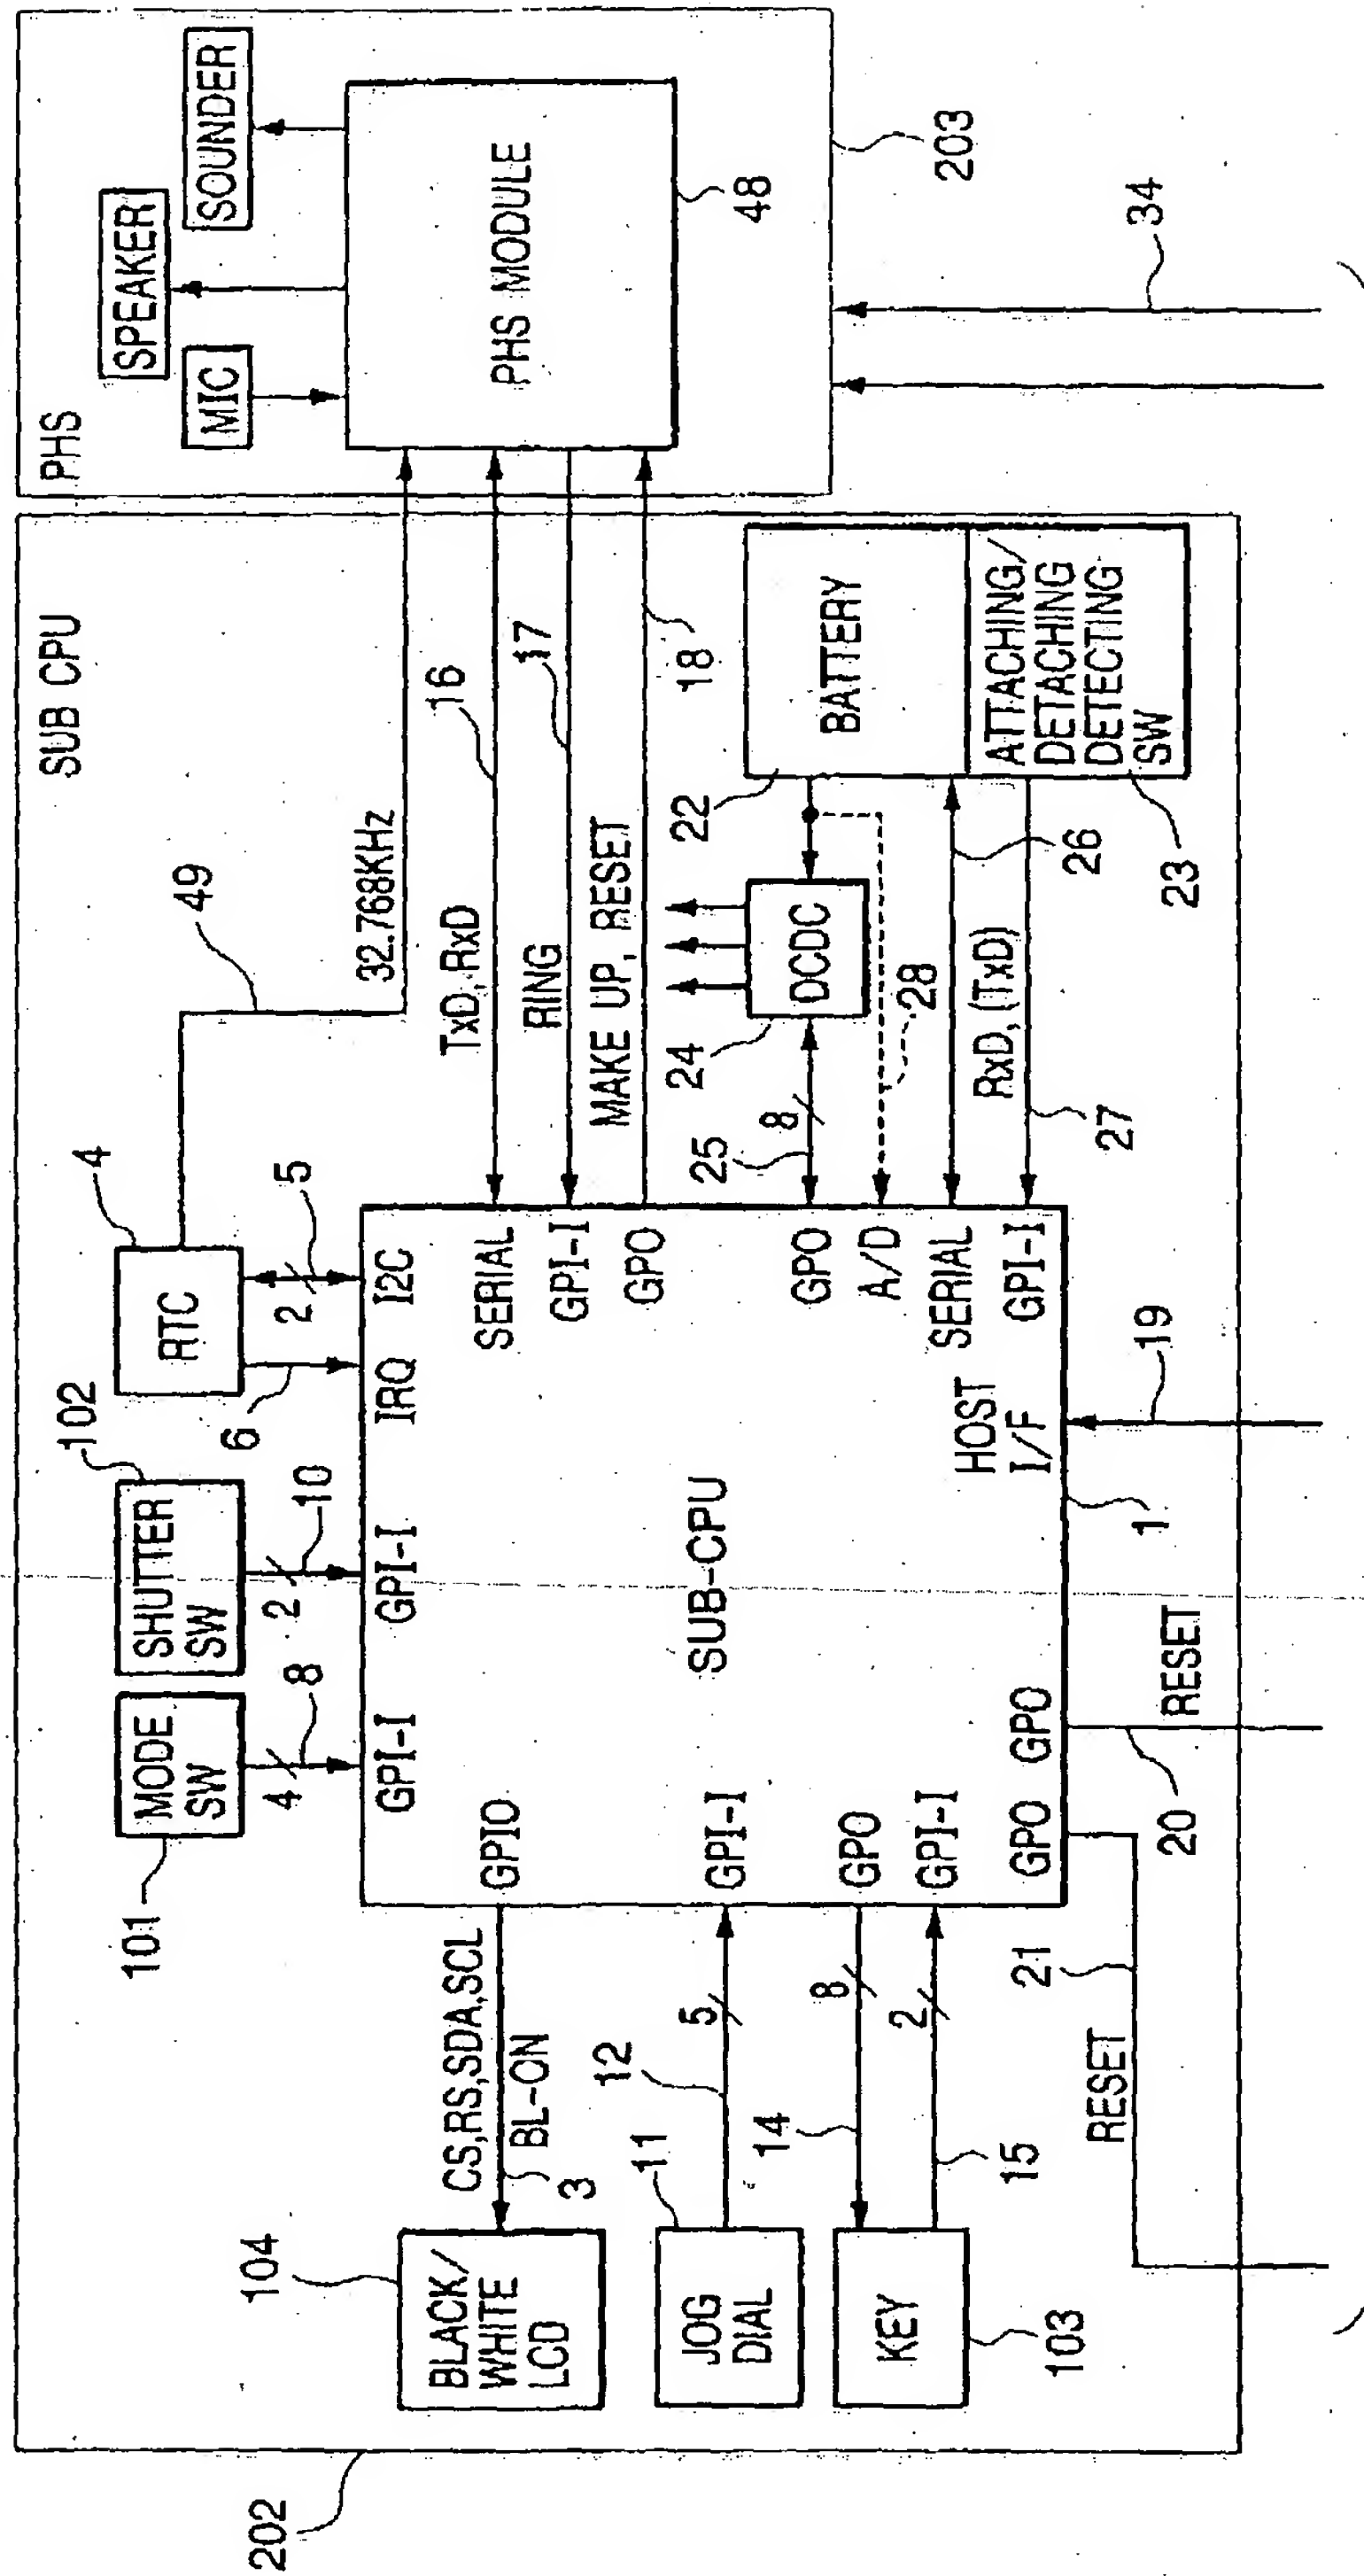 202
SUB CPU
104
BLACK/
WHITE
LCD
CS,RS,SDA,SCL
BL-ON
3
11
JOG
DIAL
12
5
KEY
103
14
8
15
2
RESET
21
101
MODE
SW
4
8
102
SHUTTER
SW
2
10
4
RTC
6
2
5
49
32.768KHz
GPI-I
GPI-I
IRQ
I2C
GPIO
GPI-I
GPO
GPI-I
GPO
GPO
SUB-CPU
HOST
I/F
SERIAL
GPI-I
GPO
GPO
A/D
SERIAL
GPI-I
20
RESET
1
19
TxD,RxD
16
RING
17
MAKE UP, RESET
18
25
8
24
DCDC
28
22
BATTERY
RxD,(TxD)
26
27
ATTACHING/
DETACHING
DETECTING
SW
23
PHS
MIC
SPEAKER
SOUNDER
PHS MODULE
48
203
34